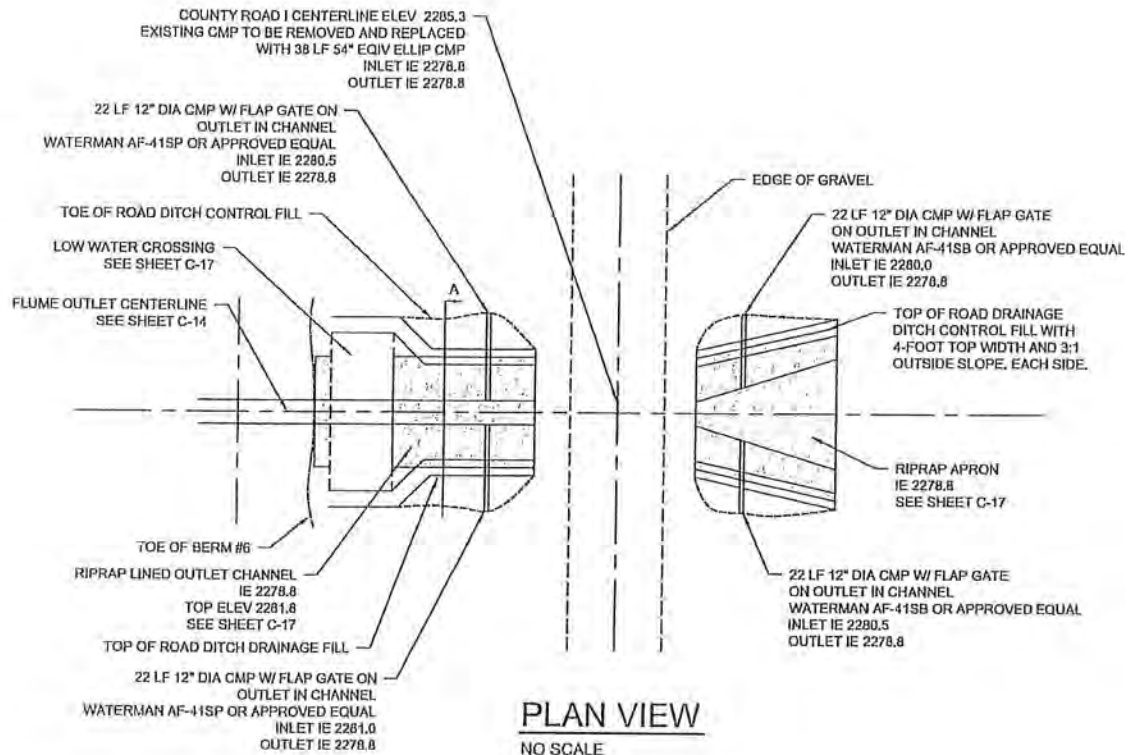 COUNTY ROAD I CENTERLINE ELEV 2285.3
EXISTING CMP TO BE REMOVED AND REPLACED
WITH 38 LF 54" EQIV ELLIP CMP
INLET IE 2278.8
OUTLET IE 2278.8
22 LF 12" DIA CMP W/ FLAP GATE ON
OUTLET IN CHANNEL
WATERMAN AF-41SP OR APPROVED EQUAL
INLET IE 2280.5
OUTLET IE 2278.8
TOE OF ROAD DITCH CONTROL FILL
LOW WATER CROSSING
SEE SHEET C-17
FLUME OUTLET CENTERLINE
SEE SHEET C-14
A
EDGE OF GRAVEL
22 LF 12" DIA CMP W/ FLAP GATE
ON OUTLET IN CHANNEL
WATERMAN AF-41SB OR APPROVED EQUAL
INLET IE 2280.0
OUTLET IE 2278.8
TOP OF ROAD DRAINAGE
DITCH CONTROL FILL WITH
4-FOOT TOP WIDTH AND 3:1
OUTSIDE SLOPE, EACH SIDE.
RIPRAP APRON
IE 2278.8
SEE SHEET C-17
TOE OF BERM #6
RIPRAP LINED OUTLET CHANNEL
IE 2278.8
TOP ELEV 2281.8
SEE SHEET C-17
TOP OF ROAD DITCH DRAINAGE FILL
22 LF 12" DIA CMP W/ FLAP GATE ON
OUTLET IN CHANNEL
WATERMAN AF-41SP OR APPROVED EQUAL
INLET IE 2281.0
OUTLET IE 2278.8
22 LF 12" DIA CMP W/ FLAP GATE
ON OUTLET IN CHANNEL
WATERMAN AF-41SB OR APPROVED EQUAL
INLET IE 2280.5
OUTLET IE 2278.8
PLAN VIEW
NO SCALE